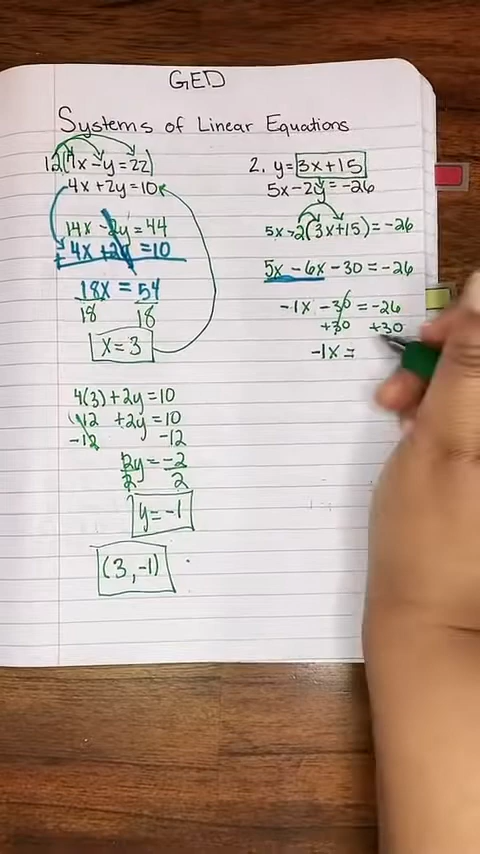 GED
Systems of Linear Equations
12(7x - y = 22)
4x + 2y = 10
14x - 2y = 44
+ 4x + 2y = 10
18x = 54
18 18
x = 3
4(3) + 2y = 10
12 + 2y = 10
-12 -12
2y = -2
2 2
y = -1
(3, -1)
2. y = 3x + 15
5x - 2y = -26
5x - 2(3x + 15) = -26
5x - 6x - 30 = -26
-1x - 30 = -26
+30 +30
-1x =